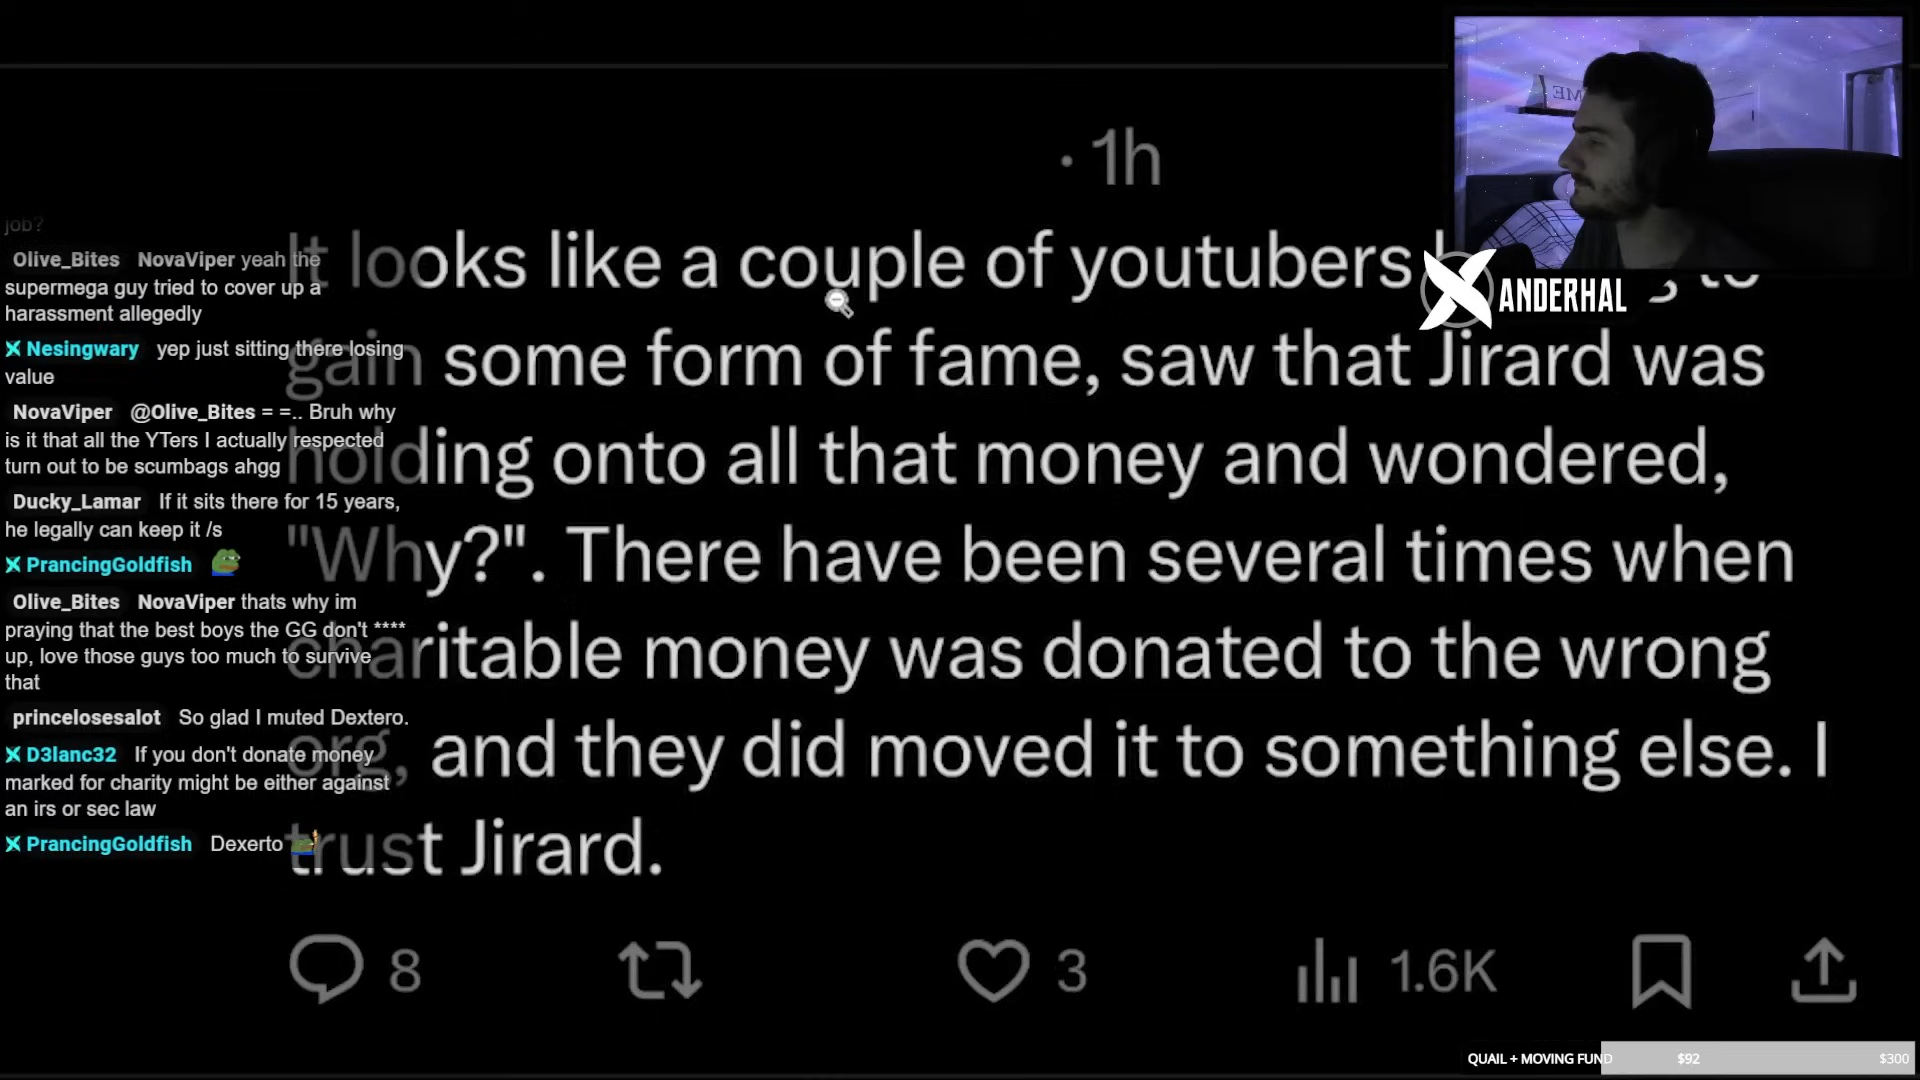 · 1h
job?
It looks like a couple of youtubers to
gain some form of fame, saw that Jirard was
holding onto all that money and wondered,
"Why?". There have been several times when
charitable money was donated to the wrong
org, and they did moved it to something else. I
trust Jirard.
Olive_Bites NovaViper yeah the
supermega guy tried to cover up a
harassment allegedly
Nesingwary yep just sitting there losing
value
NovaViper @Olive_Bites = =.. Bruh why
is it that all the YTers I actually respected
turn out to be scumbags ahgg
Ducky_Lamar If it sits there for 15 years,
he legally can keep it /s
PrancingGoldfish
Olive_Bites NovaViper thats why im
praying that the best boys the GG don't ****
up, love those guys too much to survive
that
princelosesalot So glad I muted Dextero.
D3lanc32 If you don't donate money
marked for charity might be either against
an irs or sec law
PrancingGoldfish Dexerto
8 3 1.6K
ME
ANDERHAL
QUAIL + MOVING FUND $92 $300